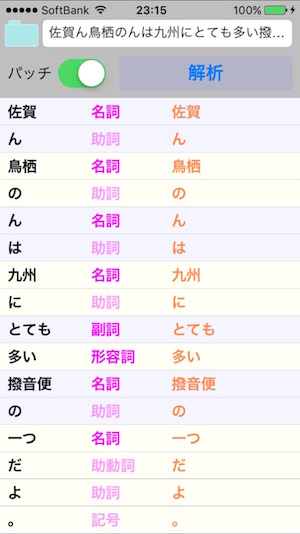 SoftBank 23:15 100%
佐賀ん鳥栖のんは九州にとても多い撥…
パッチ 解析
佐賀 名詞 佐賀
ん 助詞 ん
鳥栖 名詞 鳥栖
の 助詞 の
ん 名詞 ん
は 助詞 は
九州 名詞 九州
に 助詞 に
とても 副詞 とても
多い 形容詞 多い
撥音便 名詞 撥音便
の 助詞 の
一つ 名詞 一つ
だ 助動詞 だ
よ 助詞 よ
。 記号 。